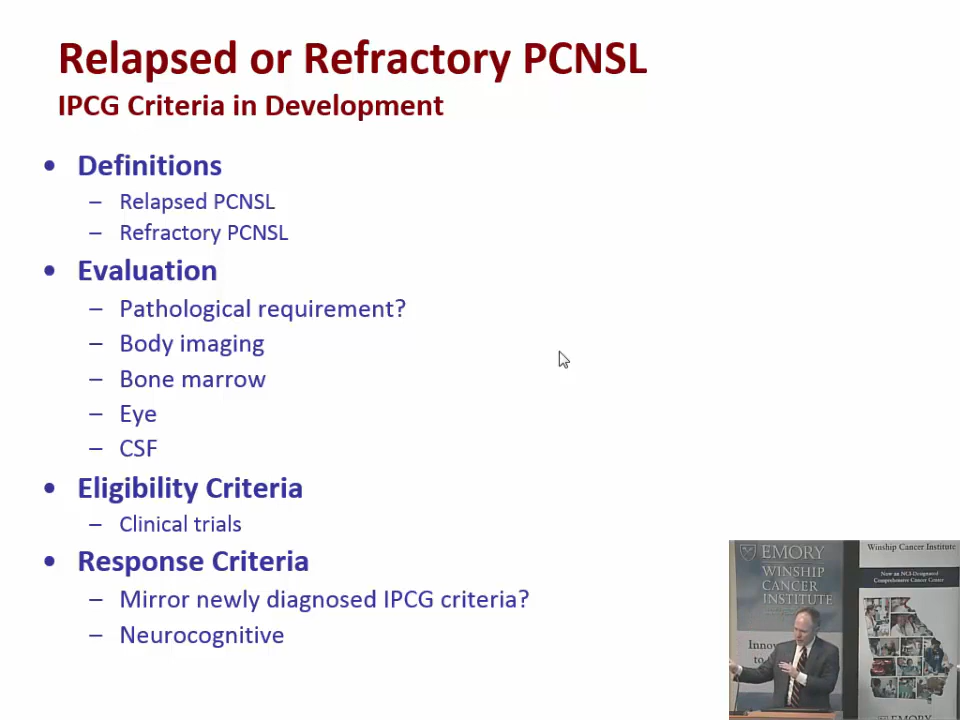 Relapsed or Refractory PCNSL
IPCG Criteria in Development
• Definitions
– Relapsed PCNSL
– Refractory PCNSL
• Evaluation
– Pathological requirement?
– Body imaging
– Bone marrow
– Eye
– CSF
• Eligibility Criteria
– Clinical trials
• Response Criteria
– Mirror newly diagnosed IPCG criteria?
– Neurocognitive
EMORY
WINSHIP
CANCER
INSTITUTE
Winship Cancer Institute
Now an NCI-Designated
Comprehensive Cancer Center
EMORY